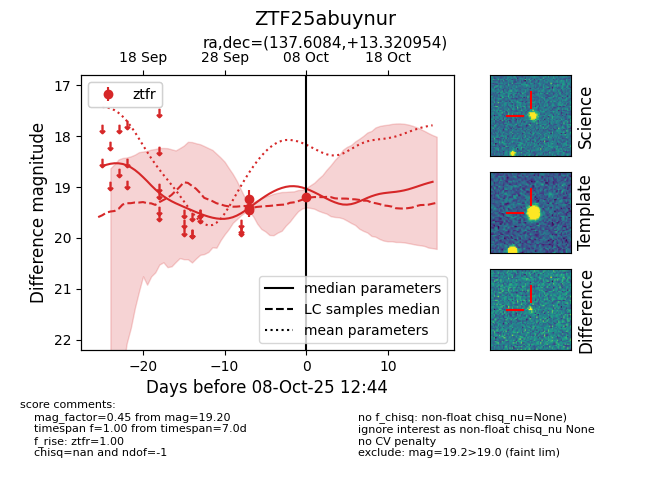 ZTF25abuynur
ra,dec=(137.6084,+13.320954)
18 Sep 28 Sep 08 Oct 18 Oct
17
18
19
20
21
22
Difference magnitude
ztfr
median parameters
LC samples median
mean parameters
−20 −10 0 10
Days before 08-Oct-25 12:44
Science
Template
Difference
score comments:
mag_factor=0.45 from mag=19.20
timespan f=1.00 from timespan=7.0d
f_rise: ztfr=1.00
chisq=nan and ndof=-1
no f_chisq: non-float chisq_nu=None)
ignore interest as non-float chisq_nu None
no CV penalty
exclude: mag=19.2>19.0 (faint lim)